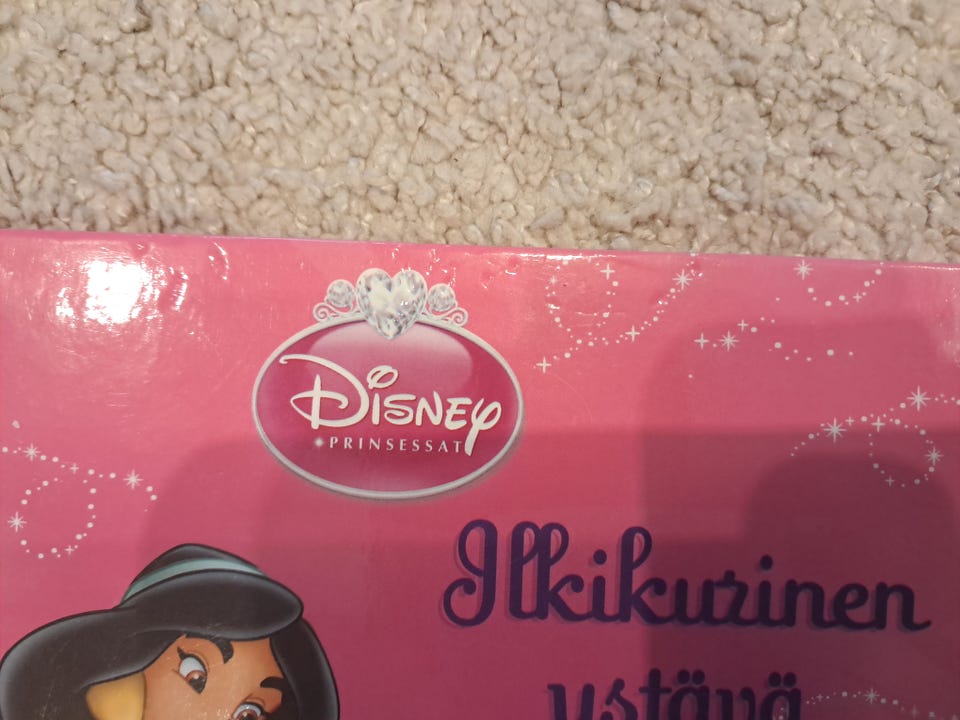 Disney
PRINSESSAT
Ilkikurinen
ystävä